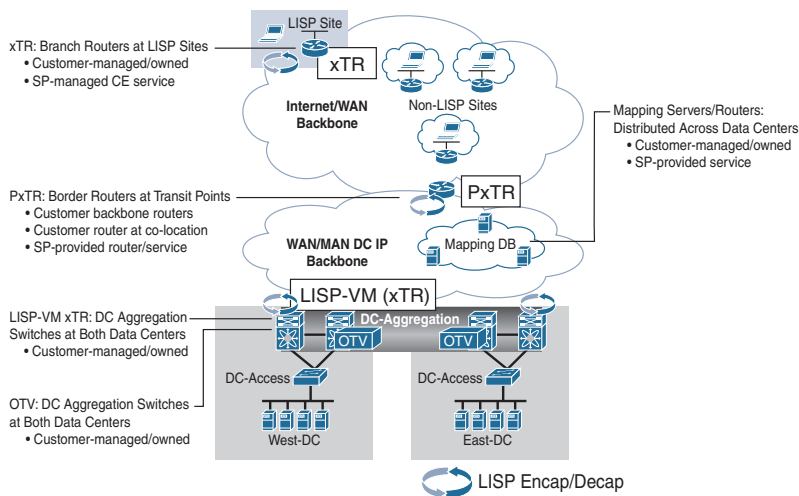 LISP Site
xTR: Branch Routers at LISP Sites
• Customer-managed/owned
• SP-managed CE service
xTR
Internet/WAN
Backbone
Non-LISP Sites
Mapping Servers/Routers:
Distributed Across Data Centers
• Customer-managed/owned
• SP-provided service
PxTR: Border Routers at Transit Points
• Customer backbone routers
• Customer router at co-location
• SP-provided router/service
PxTR
WAN/MAN DC IP
Backbone
Mapping DB
LISP-VM (xTR)
LISP-VM xTR: DC Aggregation
Switches at Both Data Centers
• Customer-managed/owned
DC-Aggregation
OTV
OTV
DC-Access
DC-Access
OTV: DC Aggregation Switches
at Both Data Centers
• Customer-managed/owned
West-DC
East-DC
LISP Encap/Decap